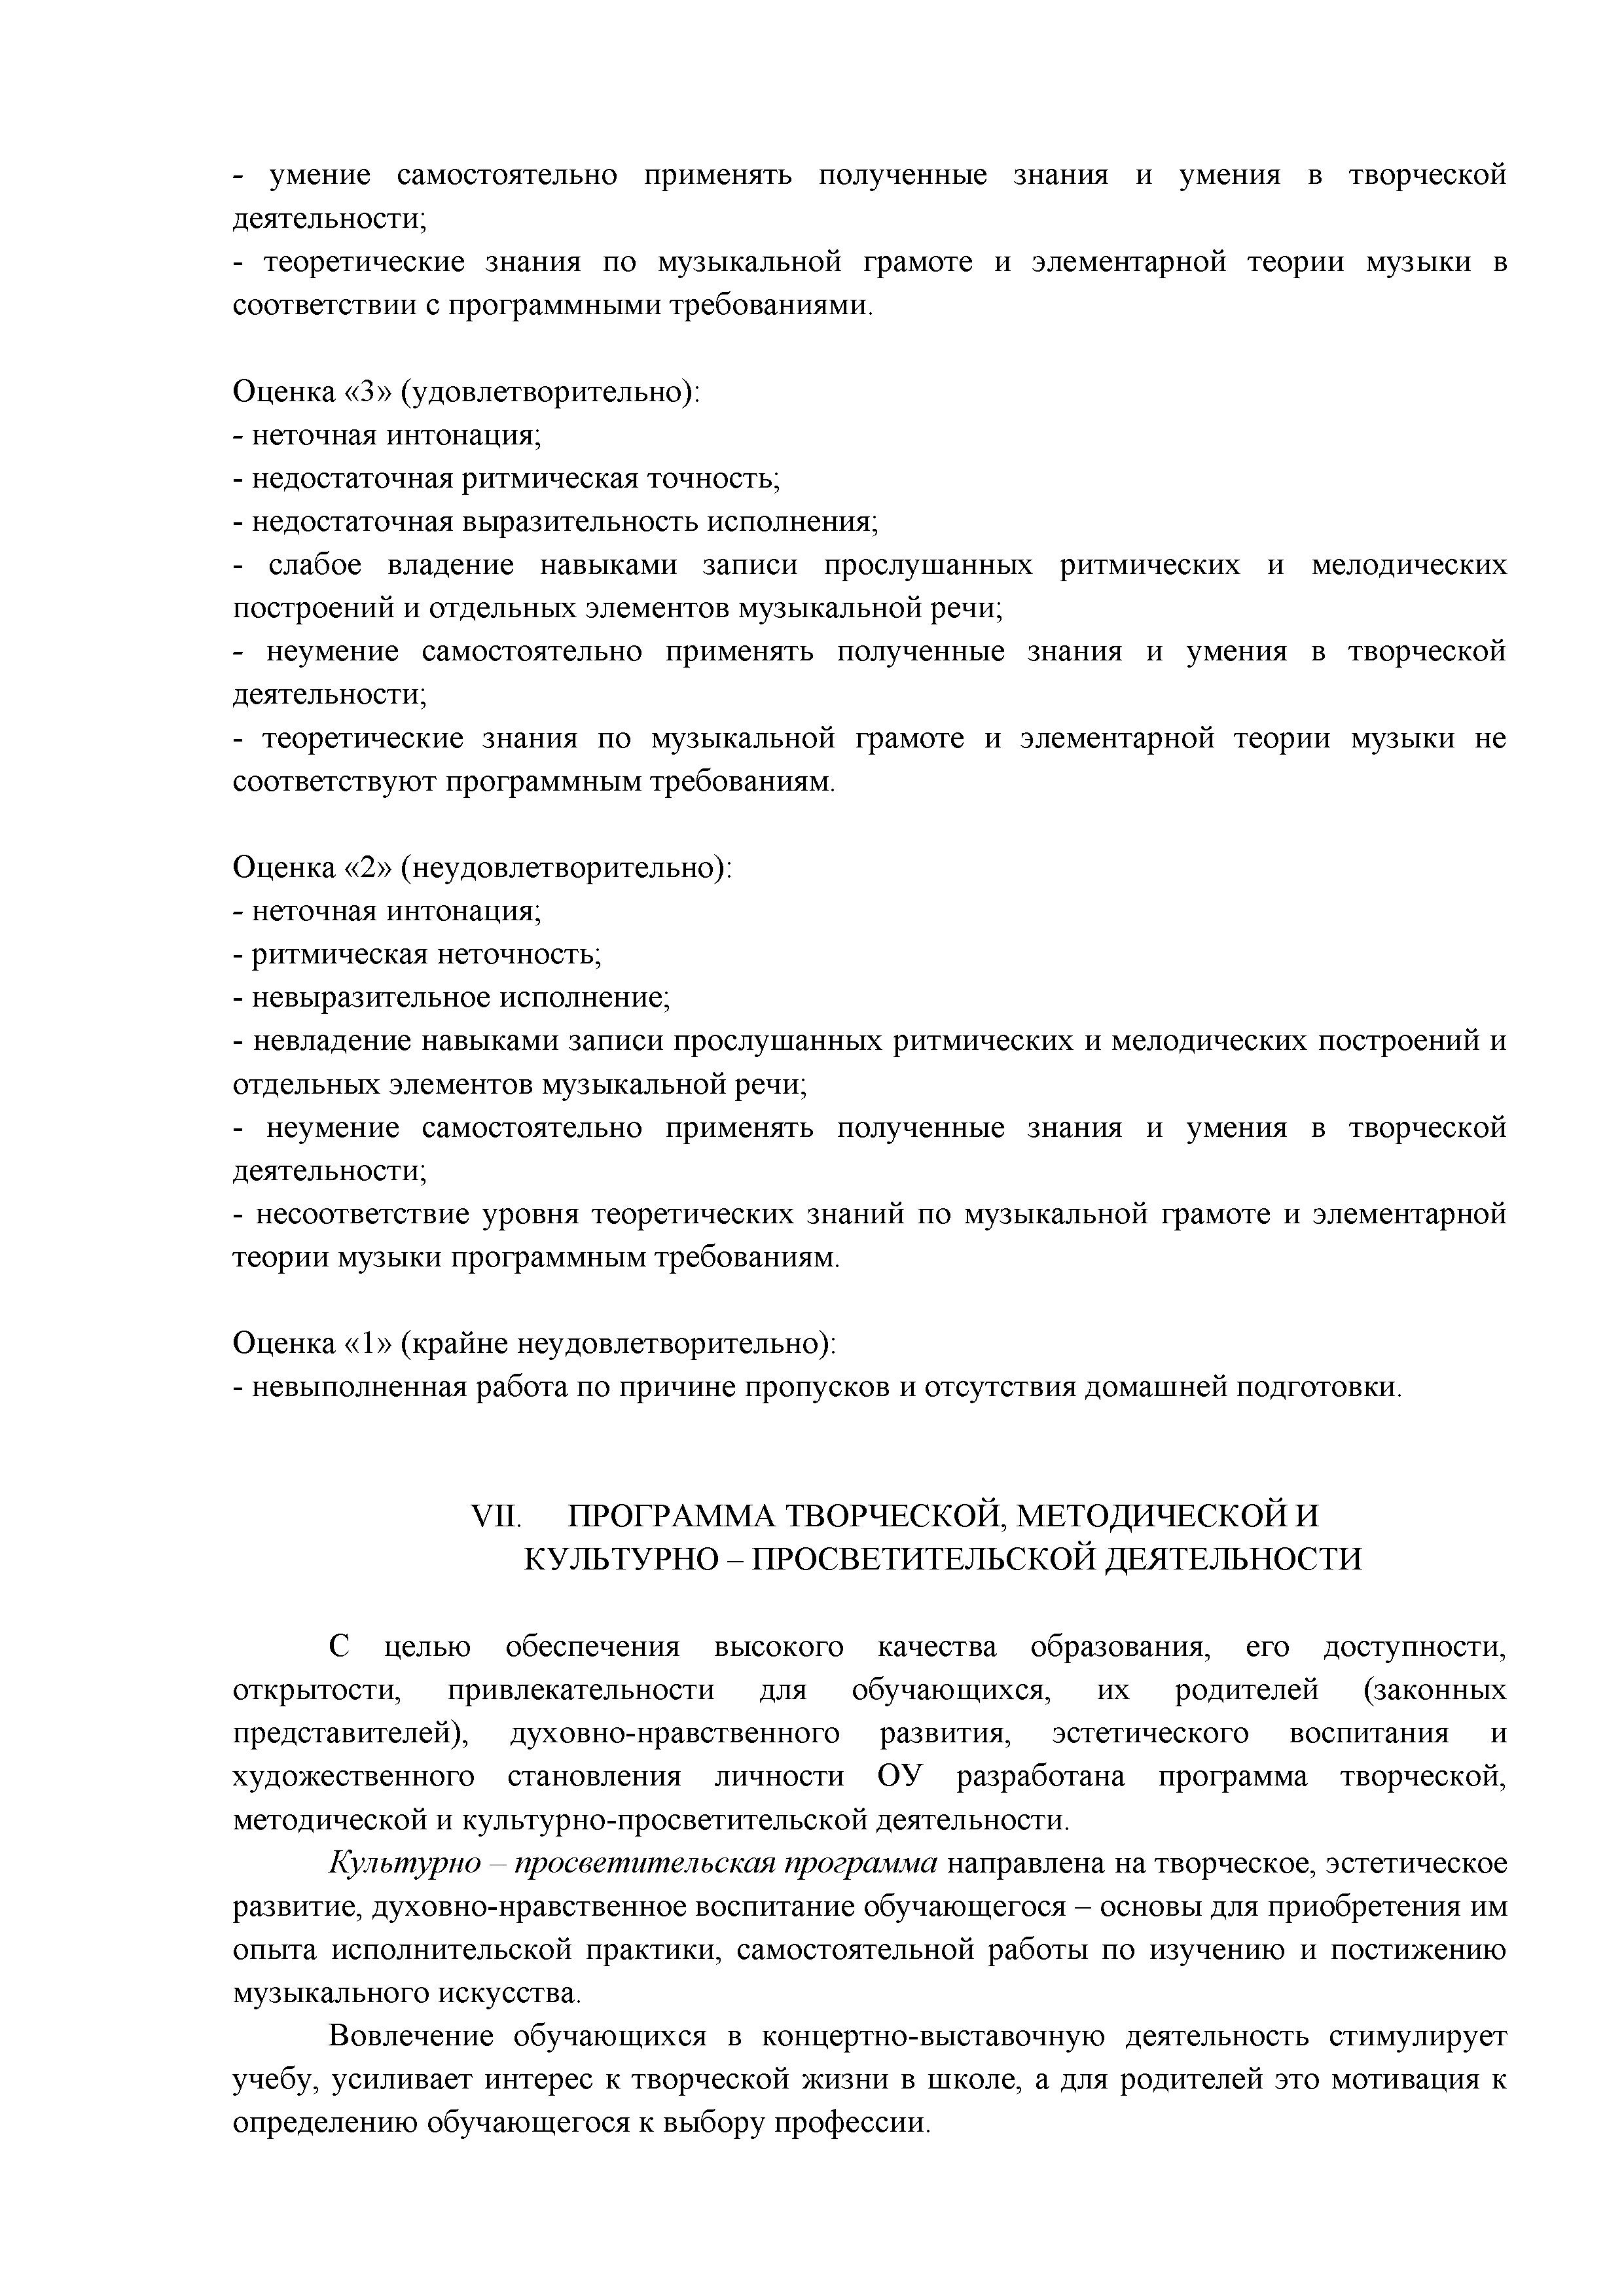 - умение самостоятельно применять полученные знания и умения в творческой
деятельности;
- теоретические знания по музыкальной грамоте и элементарной теории музыки в
соответствии с программными требованиями.
Оценка «3» (удовлетворительно):
- неточная интонация;
- недостаточная ритмическая точность;
- недостаточная выразительность исполнения;
- слабое владение навыками записи прослушанных ритмических и мелодических
построений и отдельных элементов музыкальной речи;
- неумение самостоятельно применять полученные знания и умения в творческой
деятельности;
- теоретические знания по музыкальной грамоте и элементарной теории музыки не
соответствуют программным требованиям.
Оценка «2» (неудовлетворительно):
- неточная интонация;
- ритмическая неточность;
- невыразительное исполнение;
- невладение навыками записи прослушанных ритмических и мелодических построений и
отдельных элементов музыкальной речи;
- неумение самостоятельно применять полученные знания и умения в творческой
деятельности;
- несоответствие уровня теоретических знаний по музыкальной грамоте и элементарной
теории музыки программным требованиям.
Оценка «1» (крайне неудовлетворительно):
- невыполненная работа по причине пропусков и отсутствия домашней подготовки.
VII. ПРОГРАММА ТВОРЧЕСКОЙ, МЕТОДИЧЕСКОЙ И
КУЛЬТУРНО – ПРОСВЕТИТЕЛЬСКОЙ ДЕЯТЕЛЬНОСТИ
С целью обеспечения высокого качества образования, его доступности,
открытости, привлекательности для обучающихся, их родителей (законных
представителей), духовно-нравственного развития, эстетического воспитания и
художественного становления личности ОУ разработана программа творческой,
методической и культурно-просветительской деятельности.
Культурно – просветительская программа направлена на творческое, эстетическое
развитие, духовно-нравственное воспитание обучающегося – основы для приобретения им
опыта исполнительской практики, самостоятельной работы по изучению и постижению
музыкального искусства.
Вовлечение обучающихся в концертно-выставочную деятельность стимулирует
учебу, усиливает интерес к творческой жизни в школе, а для родителей это мотивация к
определению обучающегося к выбору профессии.